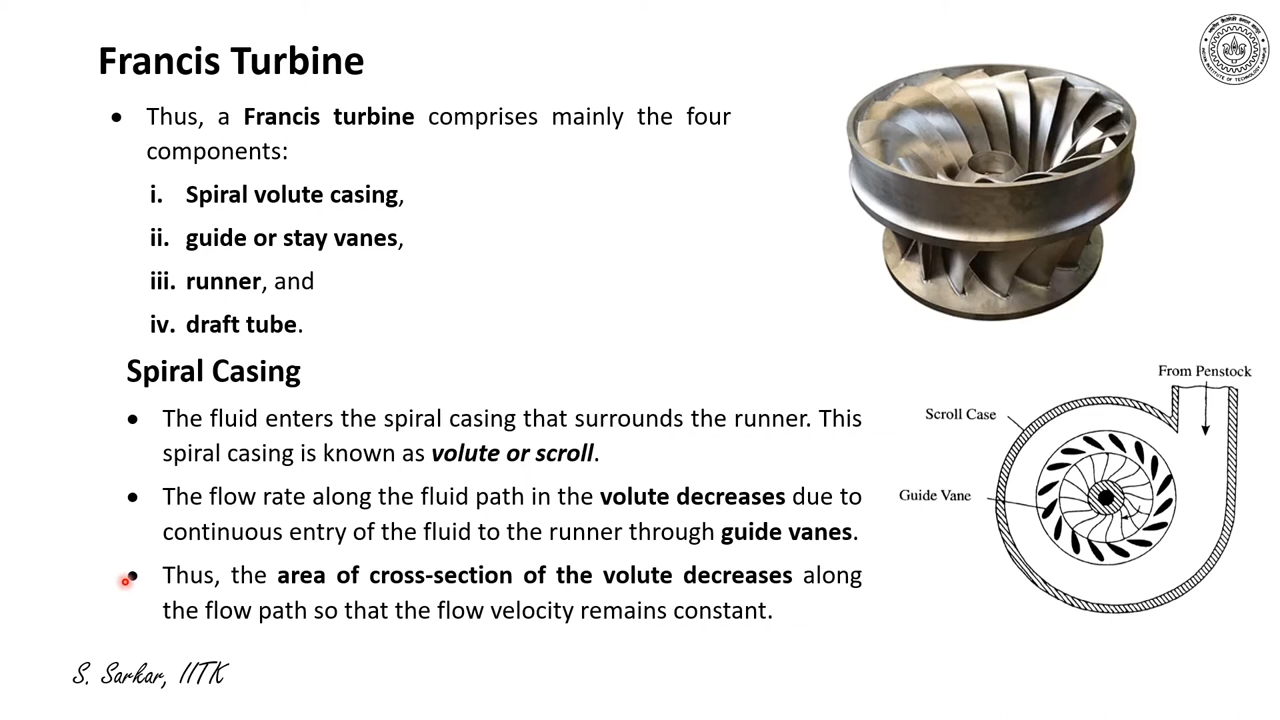 Francis Turbine
• Thus, a Francis turbine comprises mainly the four
components:
i. Spiral volute casing,
ii. guide or stay vanes,
iii. runner, and
iv. draft tube.
Spiral Casing
• The fluid enters the spiral casing that surrounds the runner. This
spiral casing is known as volute or scroll.
• The flow rate along the fluid path in the volute decreases due to
continuous entry of the fluid to the runner through guide vanes.
• Thus, the area of cross-section of the volute decreases along
the flow path so that the flow velocity remains constant.
From Penstock
Scroll Case
Guide Vane
S. Sarkar, IITK
INDIAN INSTITUTE OF TECHNOLOGY KANPUR